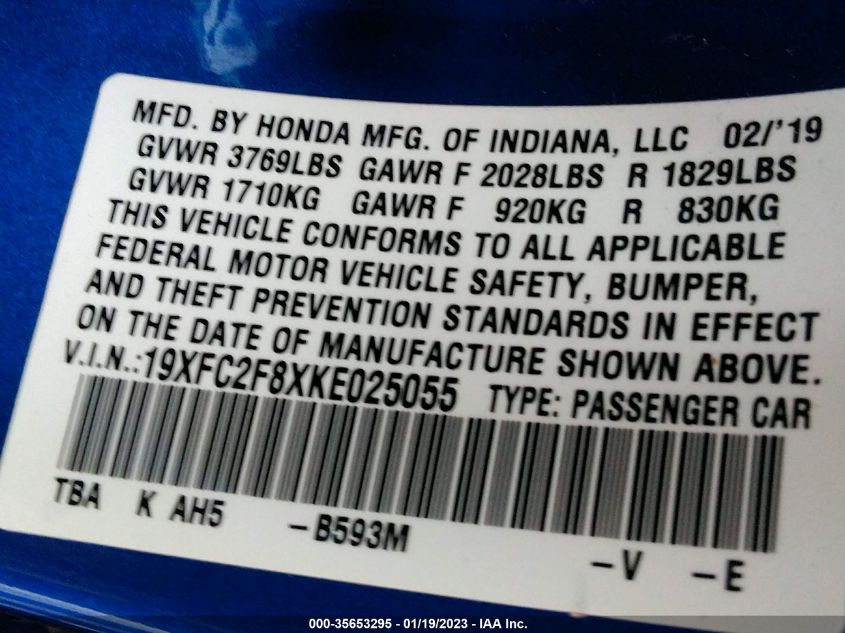 MFD. BY HONDA MFG. OF INDIANA, LLC 02/'19
GVWR 3769LBS GAWR F 2028LBS R 1829LBS
GVWR 1710KG GAWR F 920KG R 830KG
THIS VEHICLE CONFORMS TO ALL APPLICABLE
FEDERAL MOTOR VEHICLE SAFETY, BUMPER,
AND THEFT PREVENTION STANDARDS IN EFFECT
ON THE DATE OF MANUFACTURE SHOWN ABOVE.
V.I.N.:19XFC2F8XKE025055 TYPE: PASSENGER CAR
TBA K AH5 -B593M -V -E
000-35653295 - 01/19/2023 - IAA Inc.